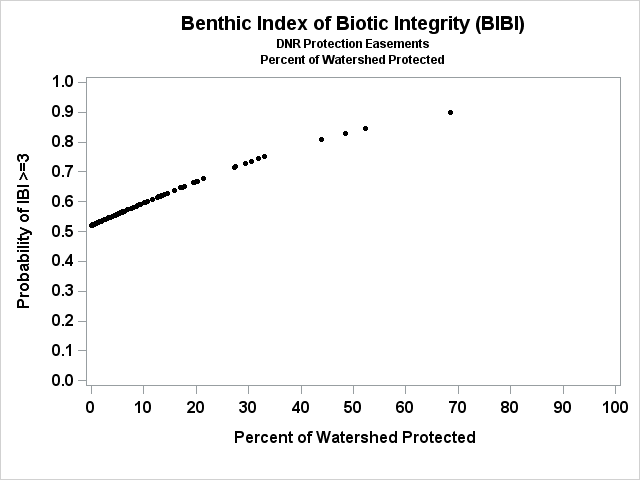 Benthic Index of Biotic Integrity (BIBI)
DNR Protection Easements
Percent of Watershed Protected
Probability of IBI >=3
1.0
0.9
0.8
0.7
0.6
0.5
0.4
0.3
0.2
0.1
0.0
0 10 20 30 40 50 60 70 80 90 100
Percent of Watershed Protected